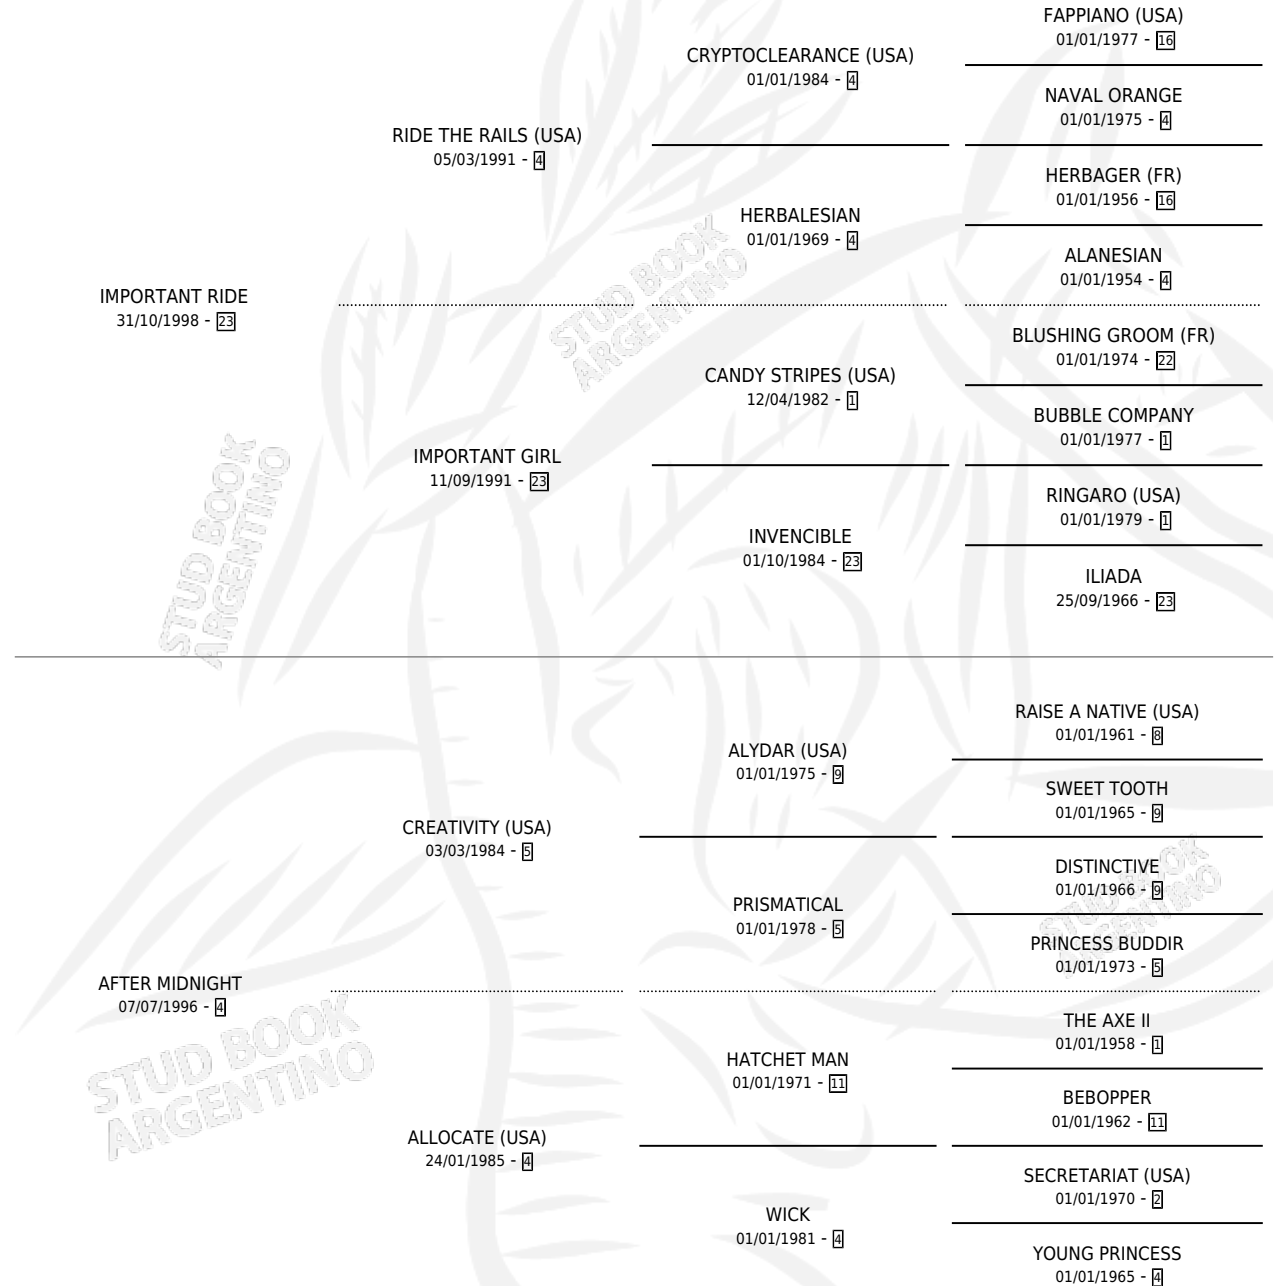 FAPPIANO (USA)
01/01/1977 - 16
CRYPTOCLEARANCE (USA)
01/01/1984 - 4
NAVAL ORANGE
01/01/1975 - 4
RIDE THE RAILS (USA)
05/03/1991 - 4
HERBAGER (FR)
01/01/1956 - 16
HERBALESIAN
01/01/1969 - 4
ALANESIAN
01/01/1954 - 4
IMPORTANT RIDE
31/10/1998 - 23
BLUSHING GROOM (FR)
01/01/1974 - 22
CANDY STRIPES (USA)
12/04/1982 - 1
BUBBLE COMPANY
01/01/1977 - 1
IMPORTANT GIRL
11/09/1991 - 23
RINGARO (USA)
01/01/1979 - 1
INVENCIBLE
01/10/1984 - 23
ILIADA
25/09/1966 - 23
STUD BOOK
ARGENTINO
STUD BOOK
ARGENTINO
RAISE A NATIVE (USA)
01/01/1961 - 8
ALYDAR (USA)
01/01/1975 - 9
SWEET TOOTH
01/01/1965 - 9
CREATIVITY (USA)
03/03/1984 - 5
DISTINCTIVE
01/01/1966 - 9
PRISMATICAL
01/01/1978 - 5
PRINCESS BUDDIR
01/01/1973 - 5
AFTER MIDNIGHT
07/07/1996 - 4
THE AXE II
01/01/1958 - 1
HATCHET MAN
01/01/1971 - 11
BEBOPPER
01/01/1962 - 11
ALLOCATE (USA)
24/01/1985 - 4
SECRETARIAT (USA)
01/01/1970 - 2
WICK
01/01/1981 - 4
YOUNG PRINCESS
01/01/1965 - 4
STUD BOOK
ARGENTINO
STUD BOOK
ARGENTINO